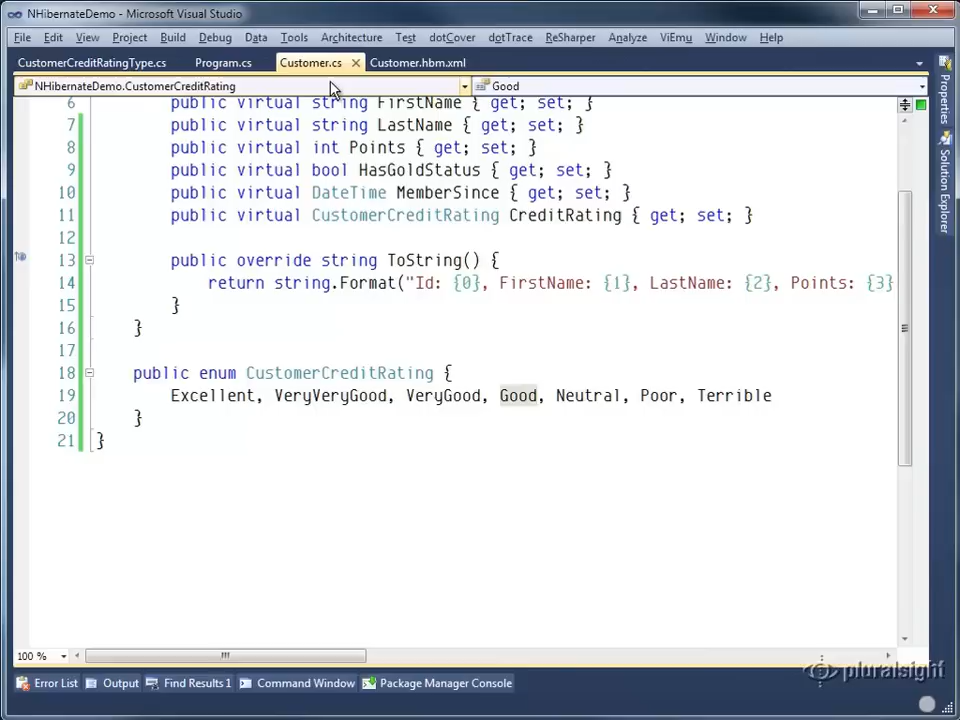 NHibernateDemo - Microsoft Visual Studio
File Edit View Project Build Debug Data Tools Architecture Test dotCover dotTrace ReSharper Analyze ViEmu Window Help
CustomerCreditRatingType.cs Program.cs Customer.cs Customer.hbm.xml
NHibernateDemo.CustomerCreditRating Good
6 public virtual string FirstName { get; set; }
7 public virtual string LastName { get; set; }
8 public virtual int Points { get; set; }
9 public virtual bool HasGoldStatus { get; set; }
10 public virtual DateTime MemberSince { get; set; }
11 public virtual CustomerCreditRating CreditRating { get; set; }
12
13 public override string ToString() {
14 return string.Format("Id: {0}, FirstName: {1}, LastName: {2}, Points: {3}
15 }
16 }
17
18 public enum CustomerCreditRating {
19 Excellent, VeryVeryGood, VeryGood, Good, Neutral, Poor, Terrible
20 }
21 }
Properties
Solution Explorer
100 %
pluralsight
Error List Output Find Results 1 Command Window Package Manager Console